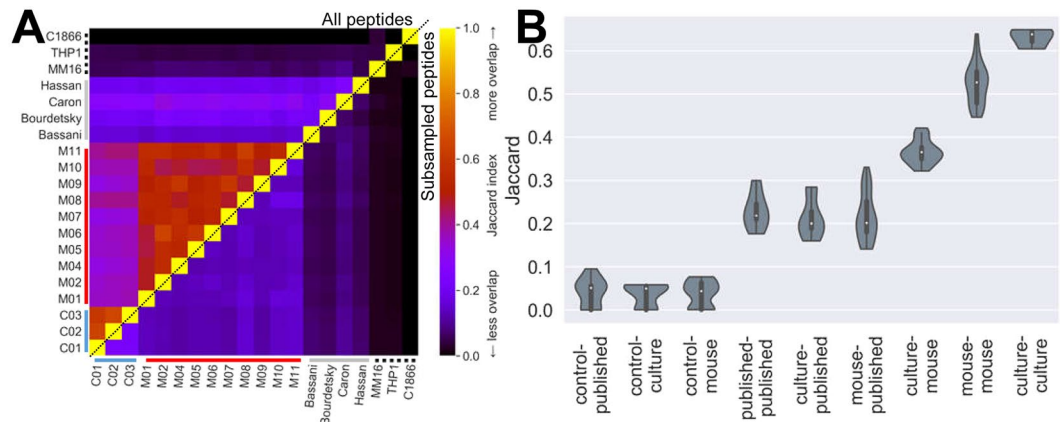 A
All peptides
C1866
THP1
MM16
Hassan
Caron
Bourdetsky
Bassani
M11
M10
M09
M08
M07
M06
M05
M04
M02
M01
C03
C02
C01
C01
C02
C03
M01
M02
M04
M05
M06
M07
M08
M09
M10
M11
Bassani
Bourdetsky
Caron
Hassan
MM16
THP1
C1866
Subsampled peptides
1.0
0.8
0.6
0.4
0.2
0.0
← less overlap
Jaccard index
more overlap →
B
Jaccard
0.6
0.5
0.4
0.3
0.2
0.1
0.0
control-
published
control-
culture
control-
mouse
published-
published
culture-
published
mouse-
published
culture-
mouse
mouse-
mouse
culture-
culture